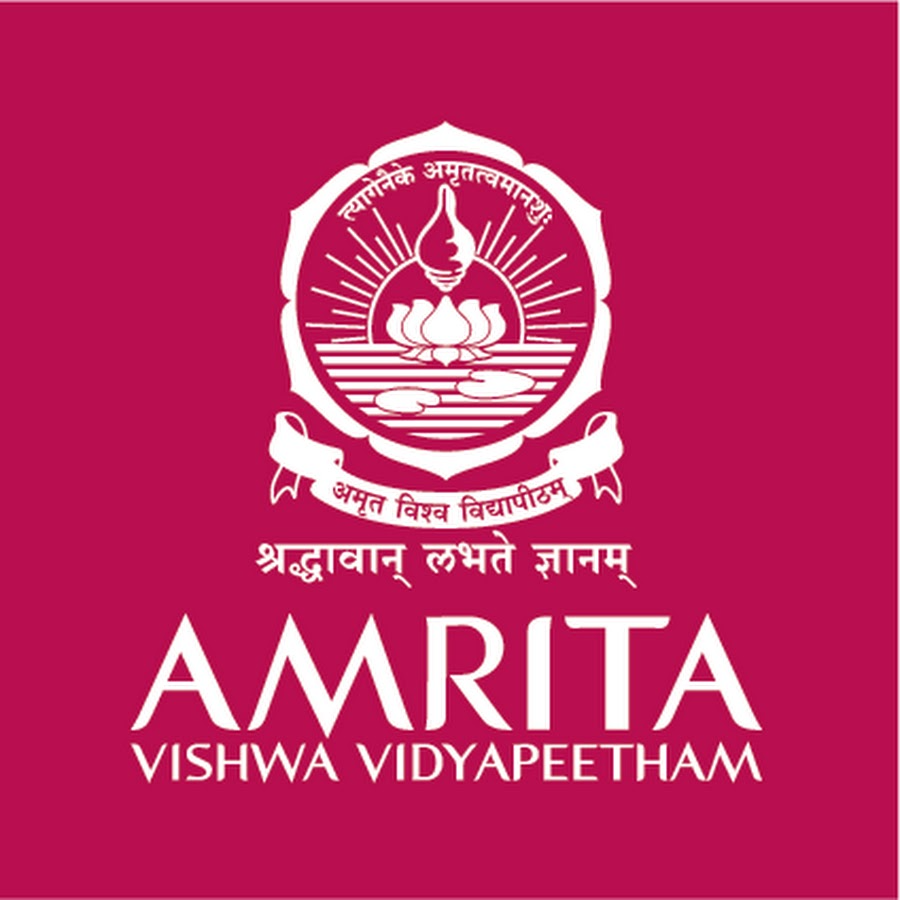 त्यागेनैके अमृतत्वमानशुः
अमृत विश्व विद्यापीठम्
श्रद्धावान् लभते ज्ञानम्
AMRITA
VISHWA VIDYAPEETHAM